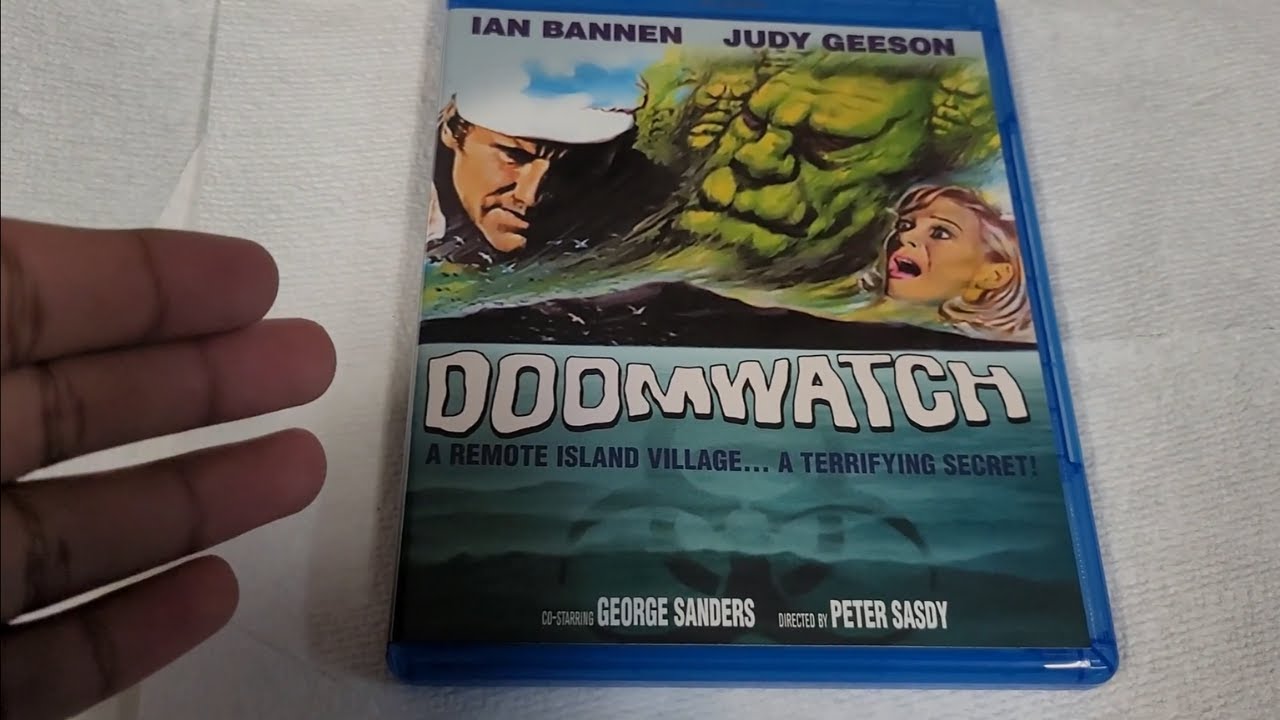 IAN BANNEN JUDY GEESON
DOOMWATCH
A REMOTE ISLAND VILLAGE... A TERRIFYING SECRET!
CO-STARRING GEORGE SANDERS DIRECTED BY PETER SASDY